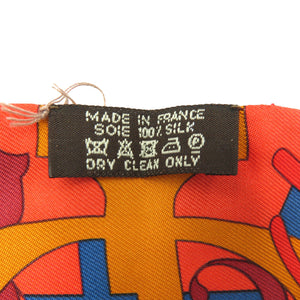 MADE IN FRANCE
SOIE 100% SILK
P
DRY CLEAN ONLY